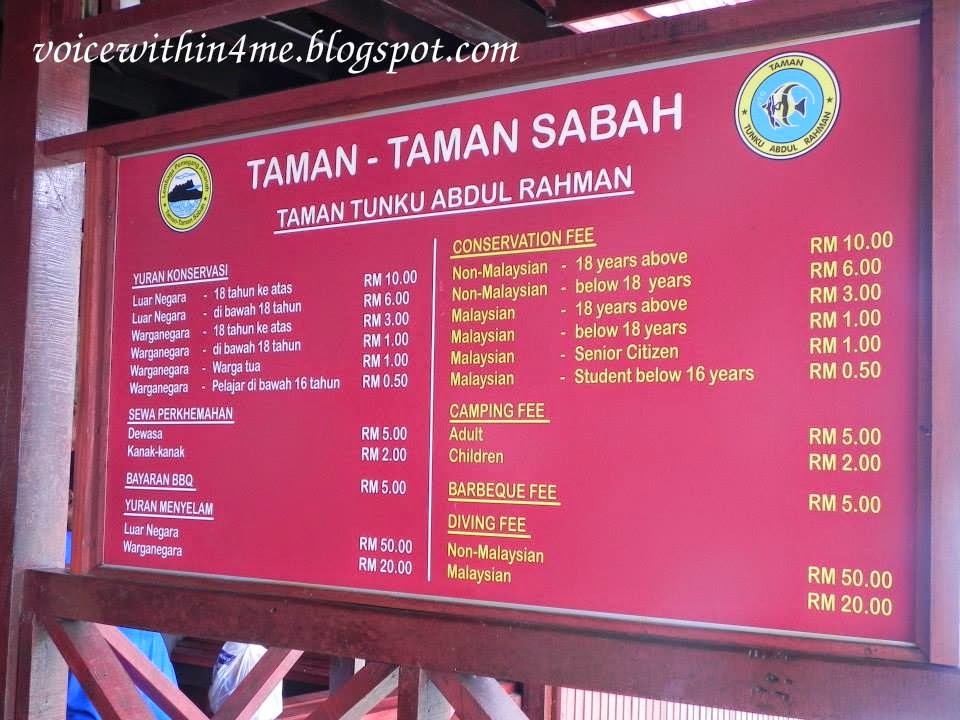 voicewithin4me.blogspot.com
TAMAN - TAMAN SABAH
TAMAN TUNKU ABDUL RAHMAN
Lembaga Pemegang Amanah
Taman-Taman Sabah
TAMAN
TUNKU ABDUL RAHMAN
YURAN KONSERVASI
Luar Negara - 18 tahun ke atas RM 10.00
Luar Negara - di bawah 18 tahun RM 6.00
Warganegara - 18 tahun ke atas RM 3.00
Warganegara - di bawah 18 tahun RM 1.00
Warganegara - Warga tua RM 1.00
Warganegara - Pelajar di bawah 16 tahun RM 0.50
SEWA PERKHEMAHAN
Dewasa RM 5.00
Kanak-kanak RM 2.00
BAYARAN BBQ RM 5.00
YURAN MENYELAM
Luar Negara RM 50.00
Warganegara RM 20.00
CONSERVATION FEE
Non-Malaysian - 18 years above RM 10.00
Non-Malaysian - below 18 years RM 6.00
Malaysian - 18 years above RM 3.00
Malaysian - below 18 years RM 1.00
Malaysian - Senior Citizen RM 1.00
Malaysian - Student below 16 years RM 0.50
CAMPING FEE
Adult RM 5.00
Children RM 2.00
BARBEQUE FEE RM 5.00
DIVING FEE
Non-Malaysian RM 50.00
Malaysian RM 20.00